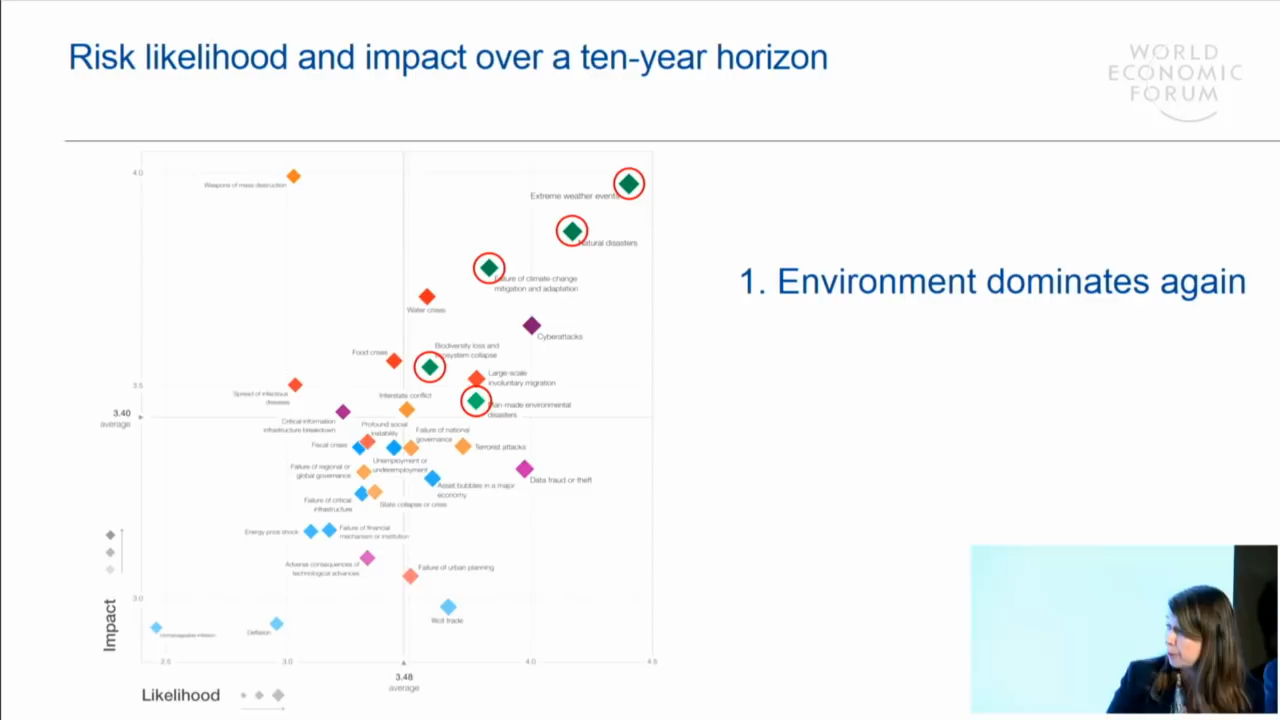 Risk likelihood and impact over a ten-year horizon
WORLD
ECONOMIC
FORUM
4.0
Weapons of mass destruction
Extreme weather events
Natural disasters
Failure of climate change
mitigation and adaptation
Water crises
Cyberattacks
1. Environment dominates again
Biodiversity loss and
ecosystem collapse
Food crises
Large-scale
involuntary migration
3.5
Spread of infectious
diseases
Interstate conflict
Man-made environmental
disasters
3.40
average
Critical information
infrastructure breakdown
Profound social
instability
Failure of national
governance
Fiscal crises
Terrorist attacks
Unemployment or
underemployment
Failure of regional or
global governance
Data fraud or theft
Asset bubbles in a major
economy
Failure of critical
infrastructure
State collapse or crisis
Energy price shock
Failure of financial
mechanism or institution
Adverse consequences of
technological advances
Failure of urban planning
3.0
Illicit trade
Deflation
Unmanageable inflation
Impact
2.5
3.0
4.0
4.5
3.48
average
Likelihood